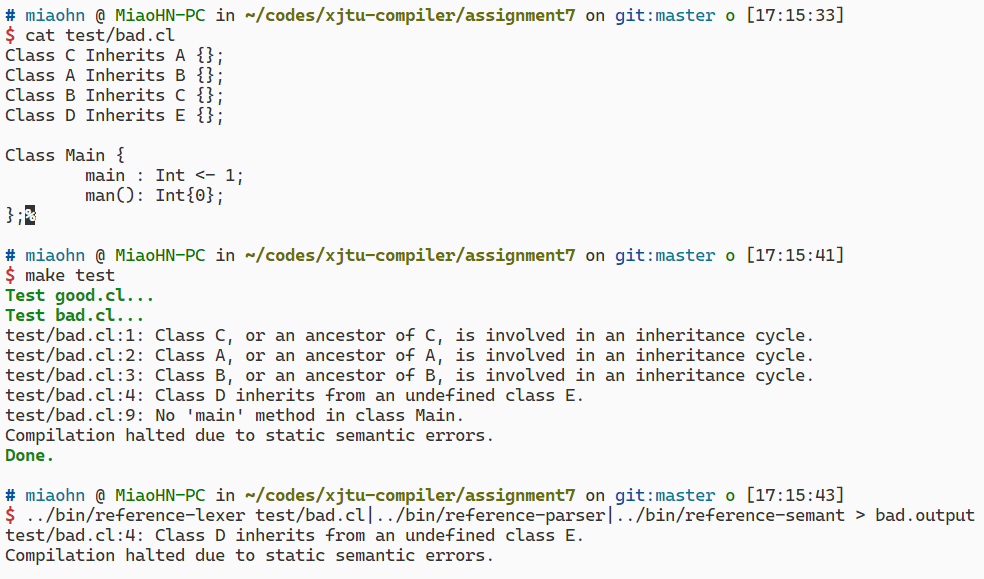 # miaohn @ MiaoHN-PC in ~/codes/xjtu-compiler/assignment7 on git:master o [17:15:33]
$ cat test/bad.cl
Class C Inherits A {};
Class A Inherits B {};
Class B Inherits C {};
Class D Inherits E {};

Class Main {
        main : Int <- 1;
        man(): Int{0};
};%

# miaohn @ MiaoHN-PC in ~/codes/xjtu-compiler/assignment7 on git:master o [17:15:41]
$ make test
Test good.cl...
Test bad.cl...
test/bad.cl:1: Class C, or an ancestor of C, is involved in an inheritance cycle.
test/bad.cl:2: Class A, or an ancestor of A, is involved in an inheritance cycle.
test/bad.cl:3: Class B, or an ancestor of B, is involved in an inheritance cycle.
test/bad.cl:4: Class D inherits from an undefined class E.
test/bad.cl:9: No 'main' method in class Main.
Compilation halted due to static semantic errors.
Done.

# miaohn @ MiaoHN-PC in ~/codes/xjtu-compiler/assignment7 on git:master o [17:15:43]
$ ../bin/reference-lexer test/bad.cl|../bin/reference-parser|../bin/reference-semant > bad.output
test/bad.cl:4: Class D inherits from an undefined class E.
Compilation halted due to static semantic errors.